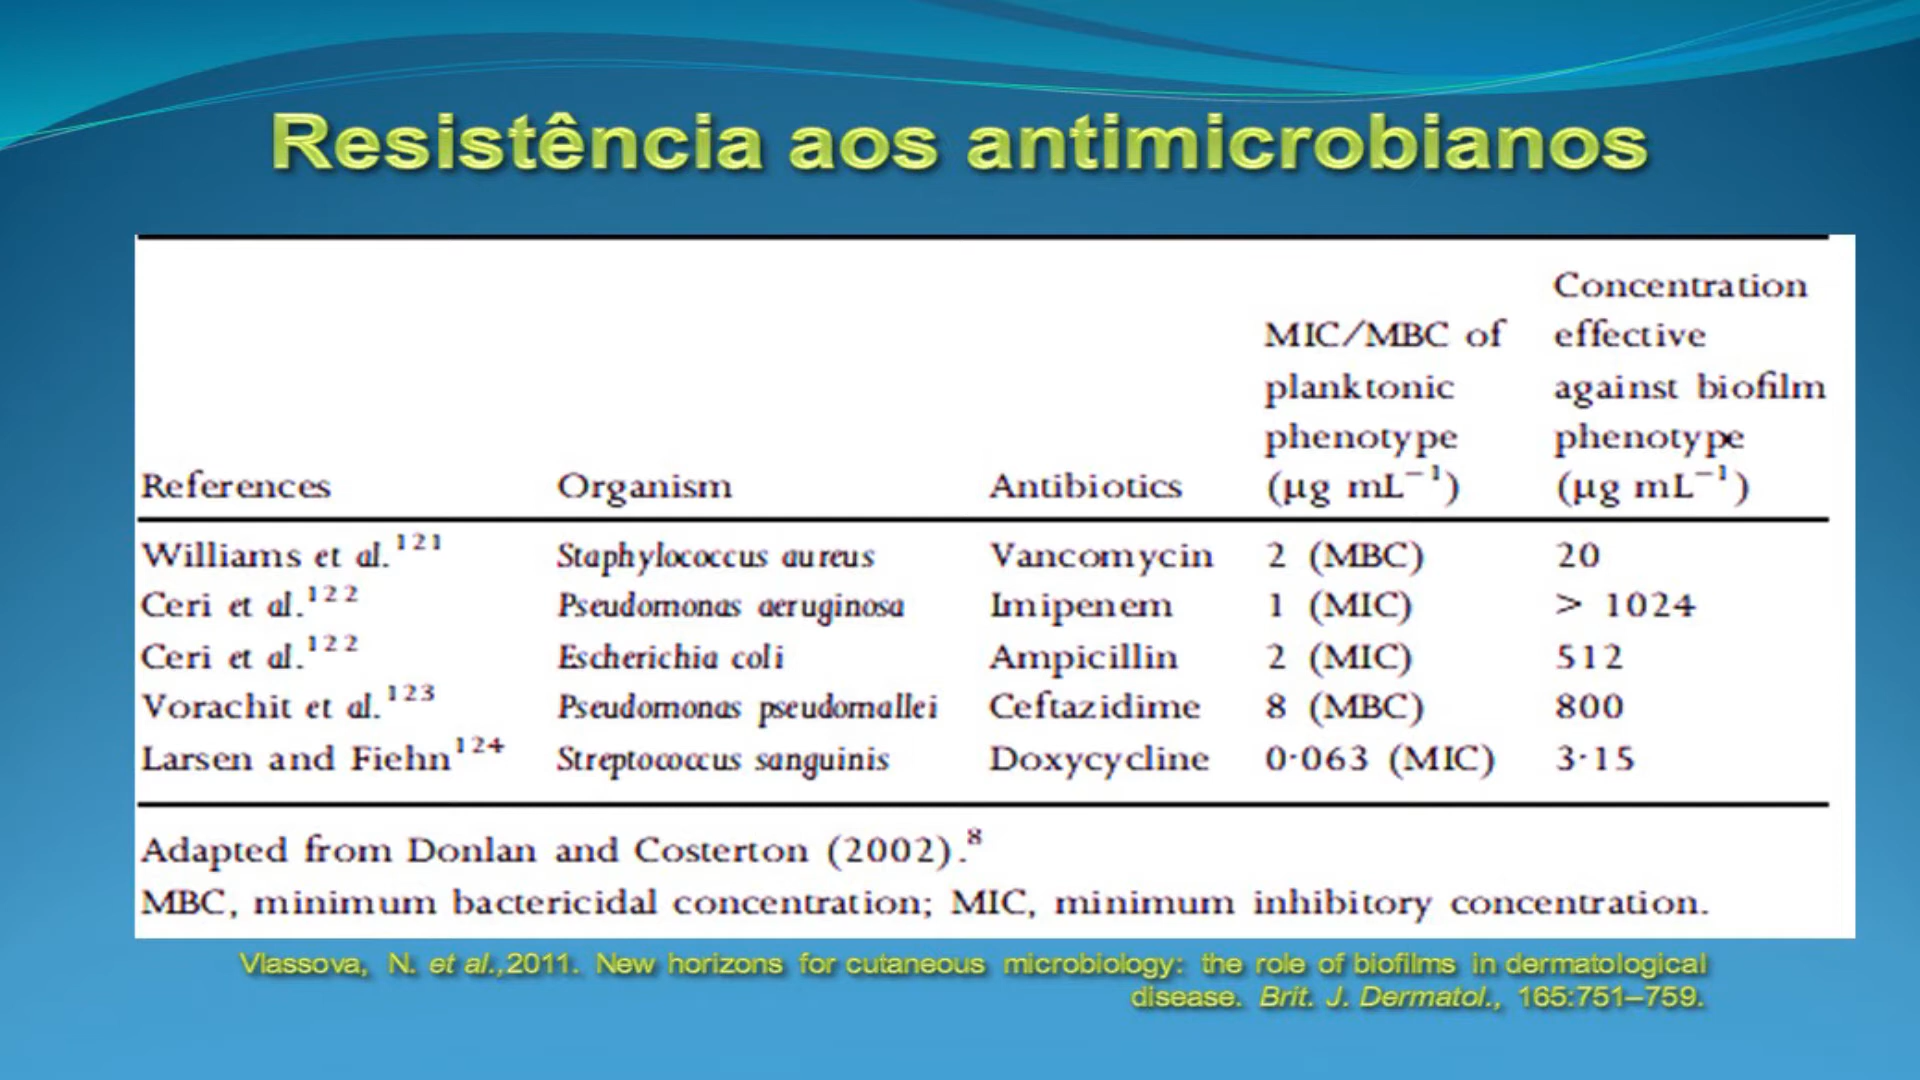 Resistência aos antimicrobianos
Concentration
MIC/MBC of effective
planktonic against biofilm
phenotype phenotype
References Organism Antibiotics (μg mL⁻¹) (μg mL⁻¹)
Williams et al.¹²¹ Staphylococcus aureus Vancomycin 2 (MBC) 20
Ceri et al.¹²² Pseudomonas aeruginosa Imipenem 1 (MIC) > 1024
Ceri et al.¹²² Escherichia coli Ampicillin 2 (MIC) 512
Vorachit et al.¹²³ Pseudomonas pseudomallei Ceftazidime 8 (MBC) 800
Larsen and Fiehn¹²⁴ Streptococcus sanguinis Doxycycline 0·063 (MIC) 3·15
Adapted from Donlan and Costerton (2002).⁸
MBC, minimum bactericidal concentration; MIC, minimum inhibitory concentration.
Vlassova, N. et al.,2011. New horizons for cutaneous microbiology: the role of biofilms in dermatological
disease. Brit. J. Dermatol., 165:751–759.